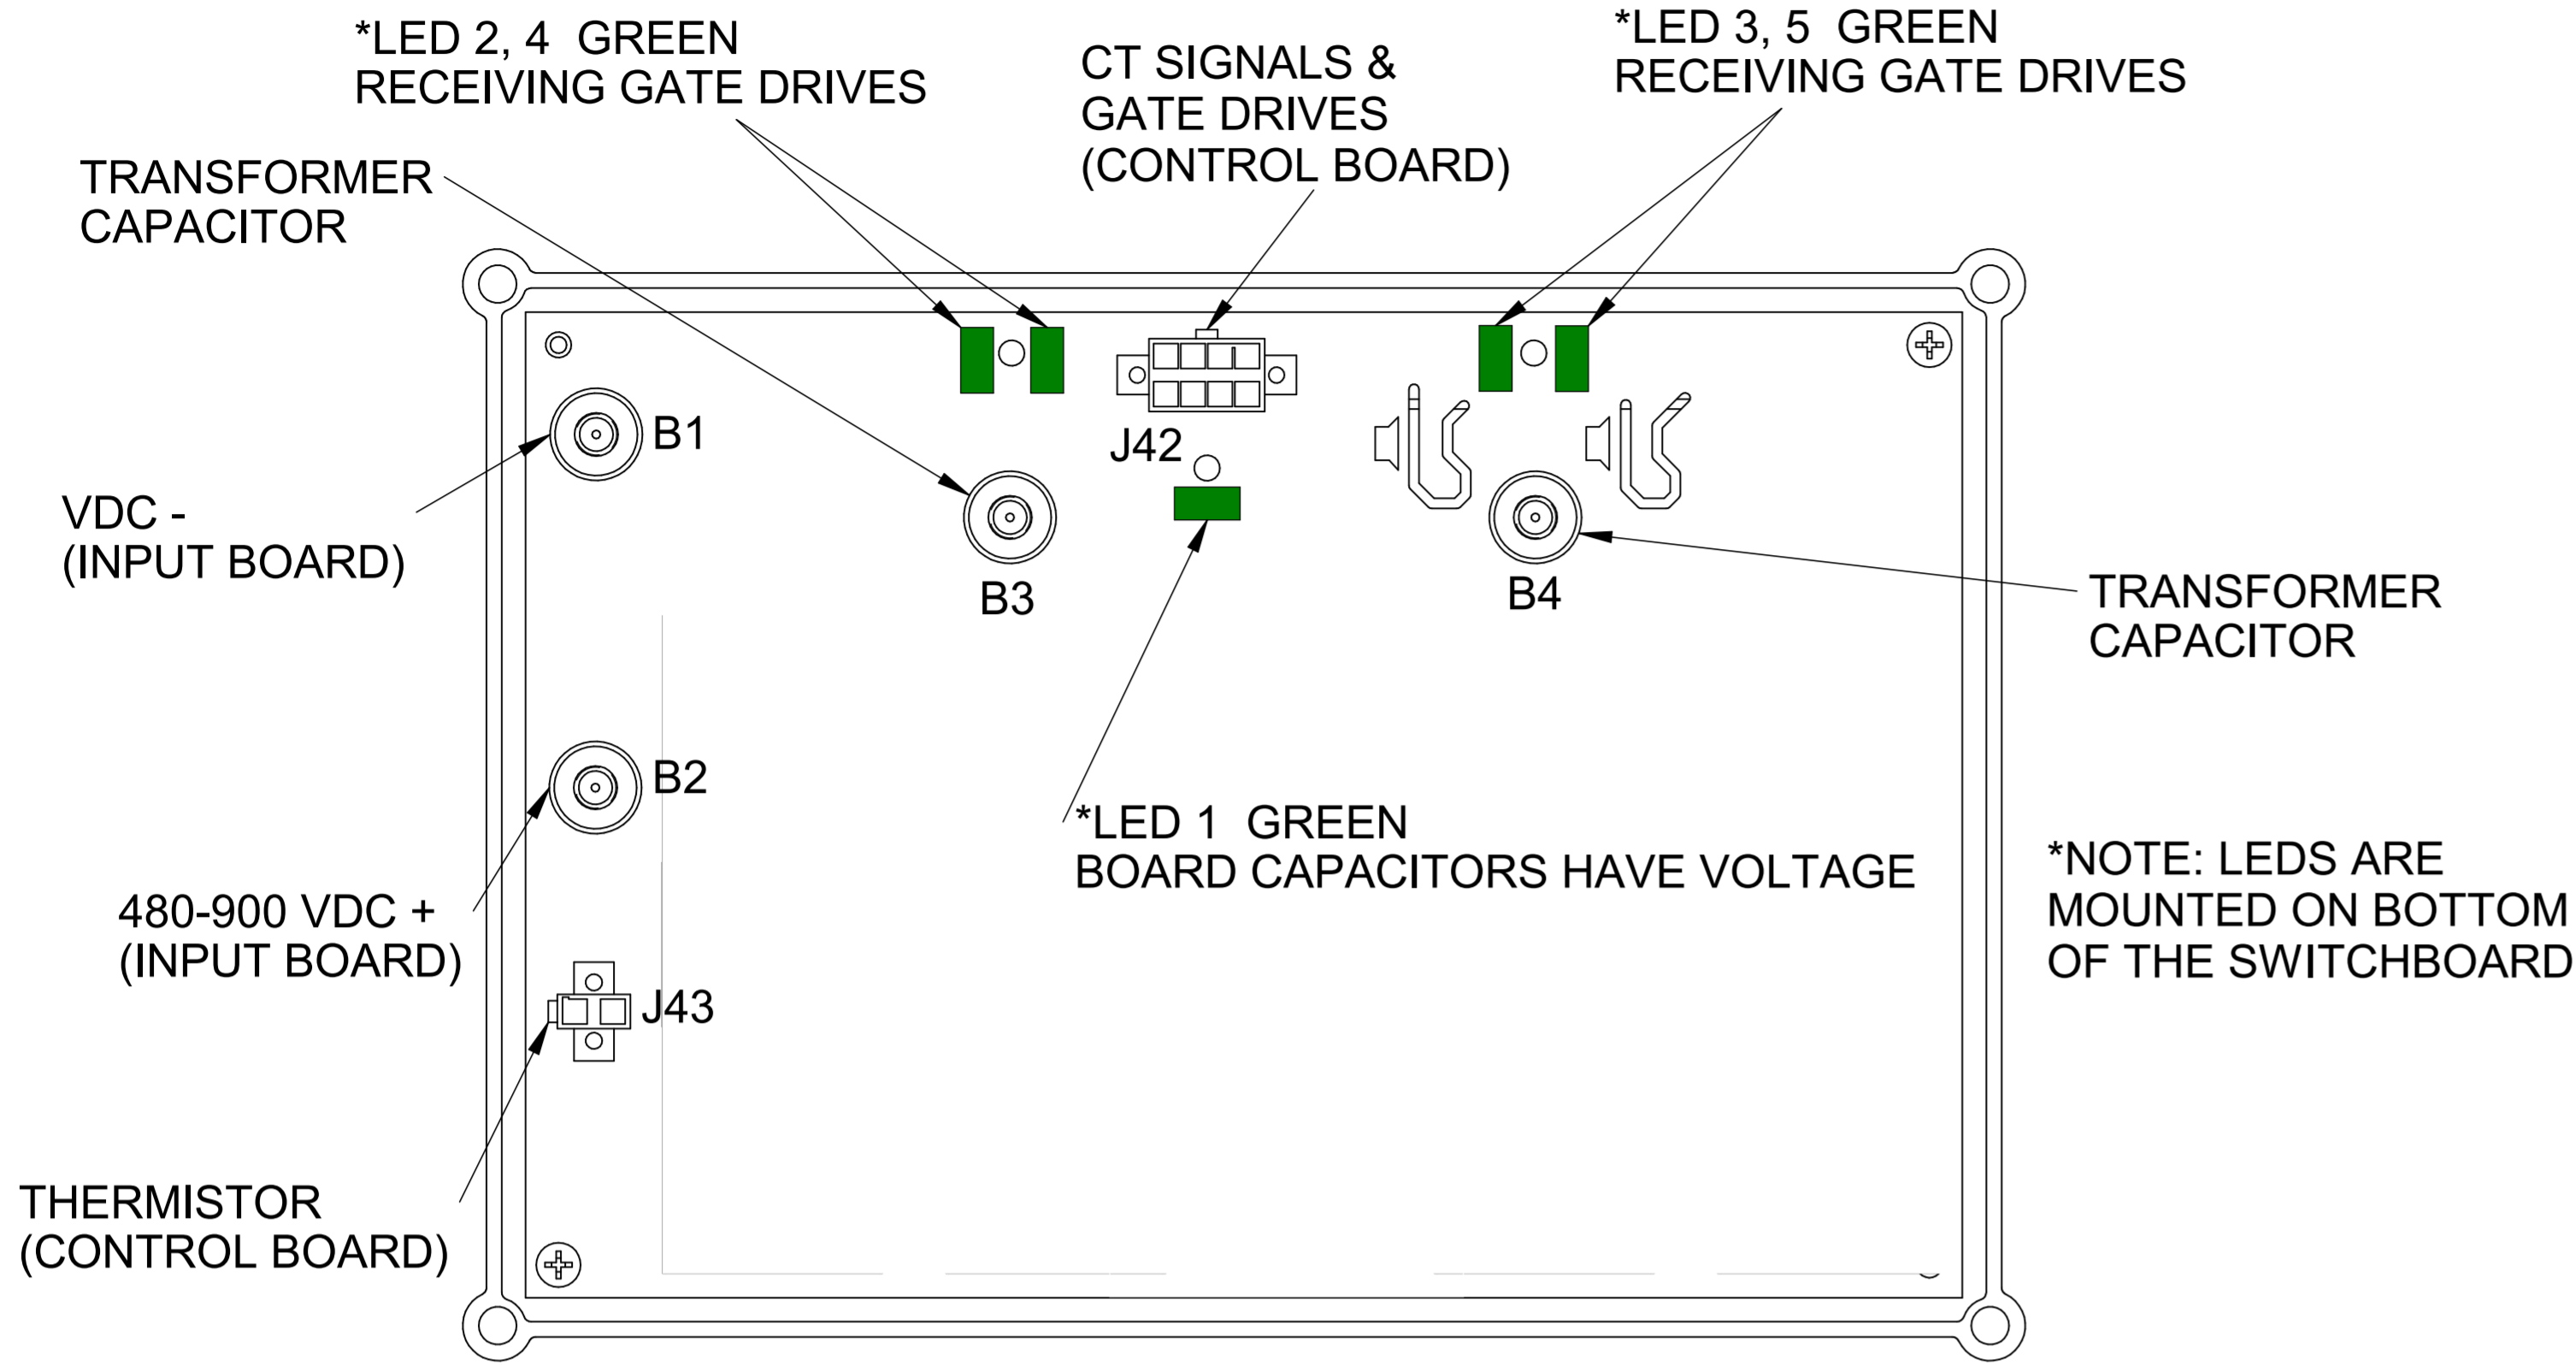 *LED 2, 4  GREEN
RECEIVING GATE DRIVES
CT SIGNALS &
GATE DRIVES
(CONTROL BOARD)
*LED 3, 5  GREEN
RECEIVING GATE DRIVES
TRANSFORMER
CAPACITOR
B1
J42
VDC -
(INPUT BOARD)
B3
B4
TRANSFORMER
CAPACITOR
B2
*LED 1  GREEN
BOARD CAPACITORS HAVE VOLTAGE
*NOTE: LEDS ARE
MOUNTED ON BOTTOM
OF THE SWITCHBOARD
480-900 VDC +
(INPUT BOARD)
J43
THERMISTOR
(CONTROL BOARD)